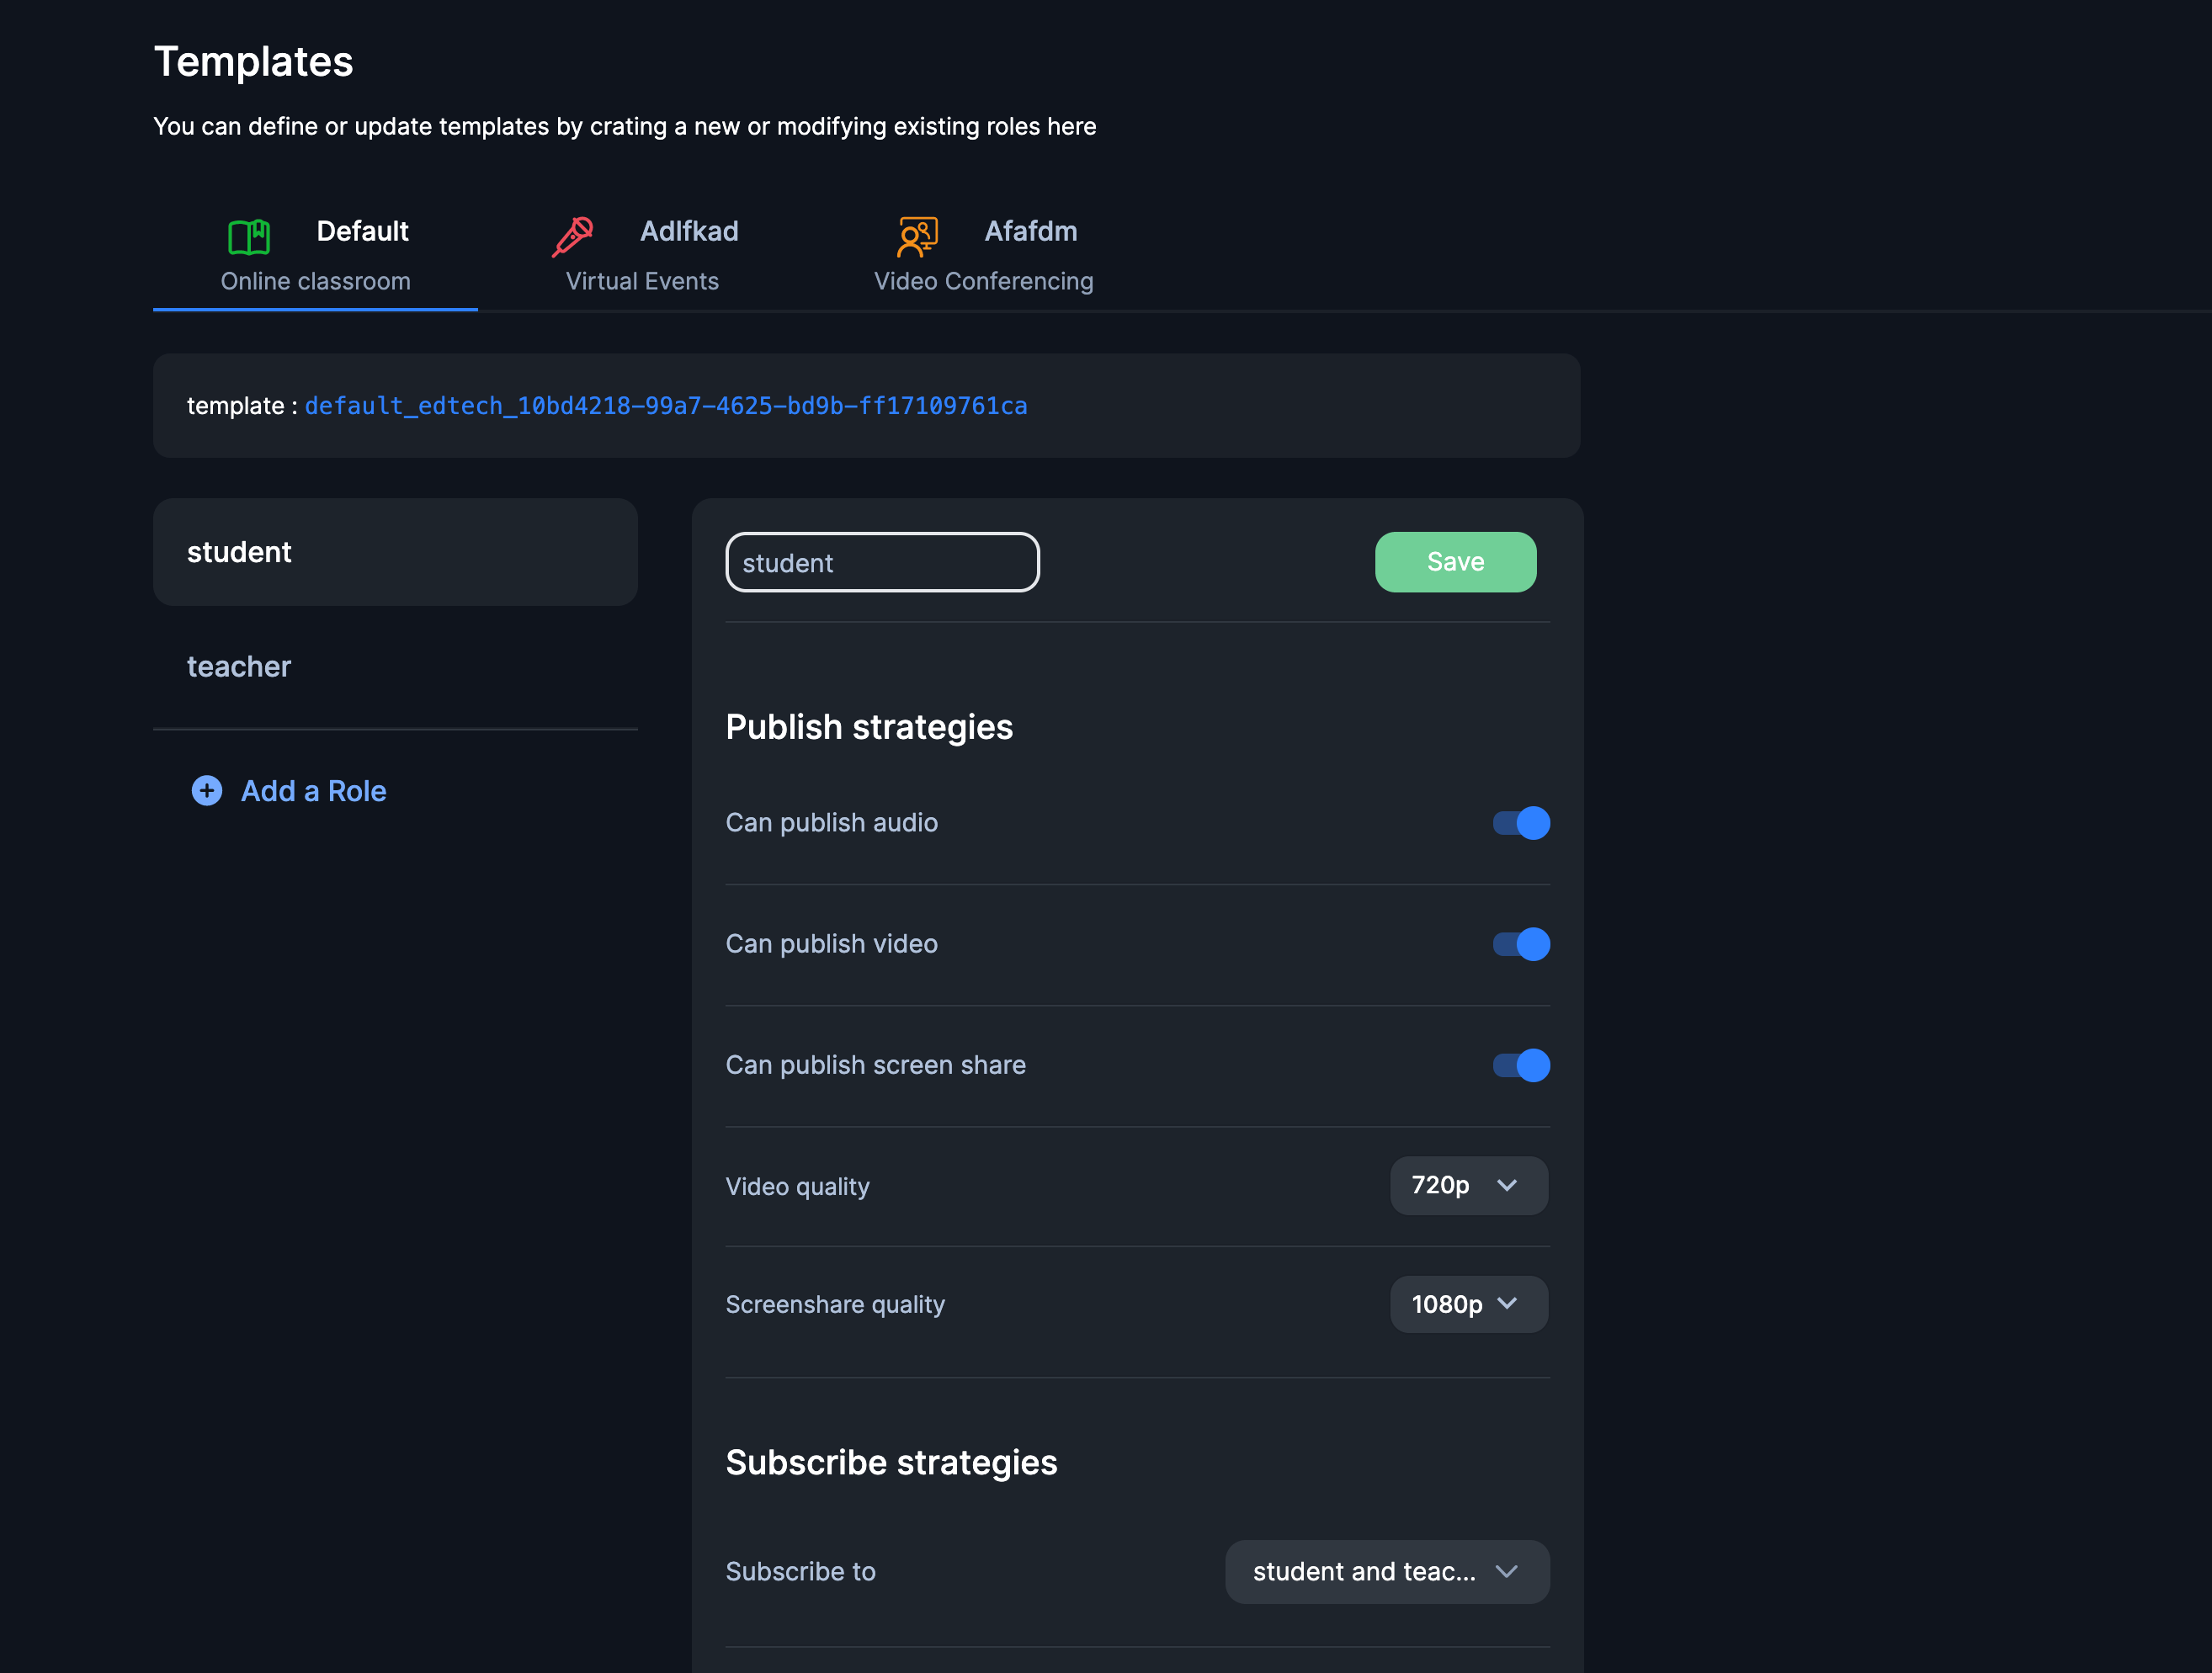 Templates
You can define or update templates by crating a new or modifying existing roles here
Default
Online classroom
Adlfkad
Virtual Events
Afafdm
Video Conferencing
template : default_edtech_10bd4218-99a7-4625-bd9b-ff17109761ca
student
teacher
Add a Role
student
Save
Publish strategies
Can publish audio
Can publish video
Can publish screen share
Video quality
720p
Screenshare quality
1080p
Subscribe strategies
Subscribe to
student and teac...